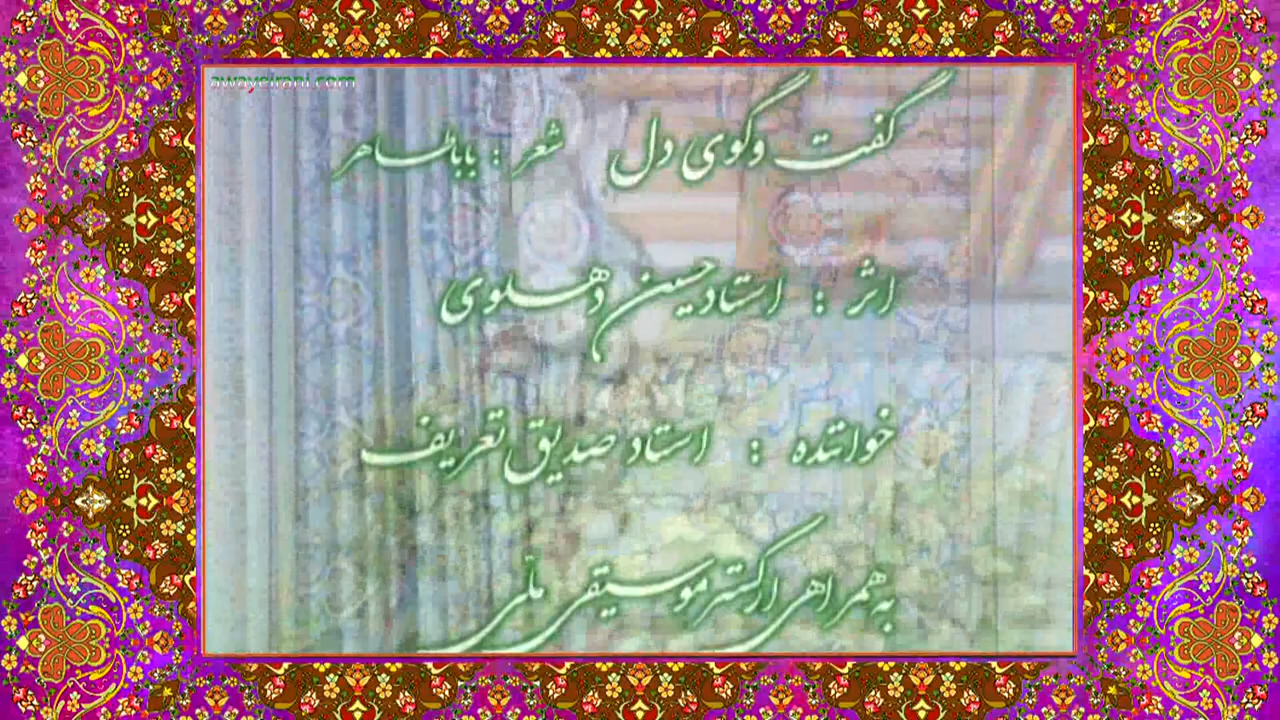 awayeirani.com
گفت وگوی دل شعر : باباطاهر
اثر : استاد حسین دهلوی
خواننده : استاد صدیق تعریف
به همراهی ارکستر موسیقی ملی